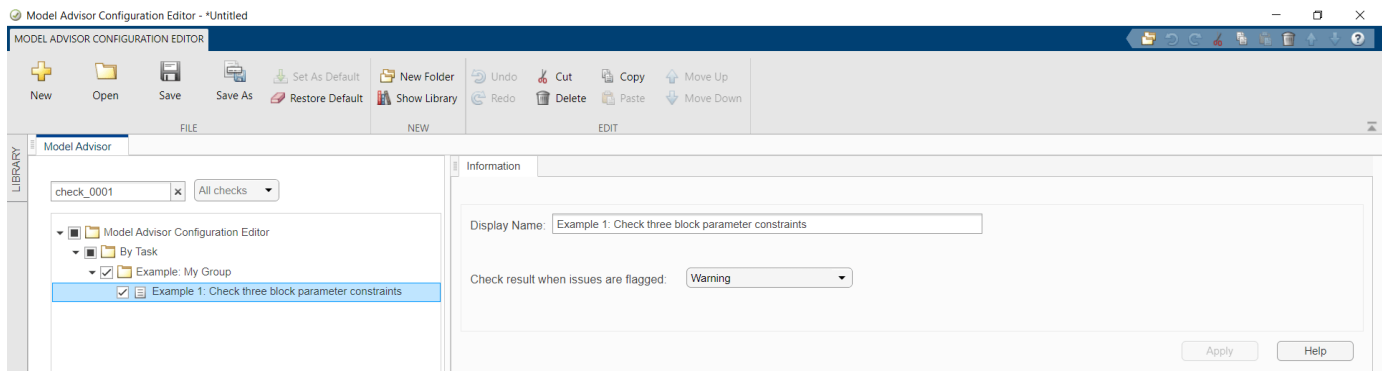 Model Advisor Configuration Editor - *Untitled
MODEL ADVISOR CONFIGURATION EDITOR
New
Open
Save
Save As
Set As Default
Restore Default
New Folder
Show Library
Undo
Redo
Cut
Delete
Copy
Paste
Move Up
Move Down
FILE
NEW
EDIT
LIBRARY
Model Advisor
check_0001
All checks
Model Advisor Configuration Editor
By Task
Example: My Group
Example 1: Check three block parameter constraints
Information
Display Name: Example 1: Check three block parameter constraints
Check result when issues are flagged: Warning
Apply
Help